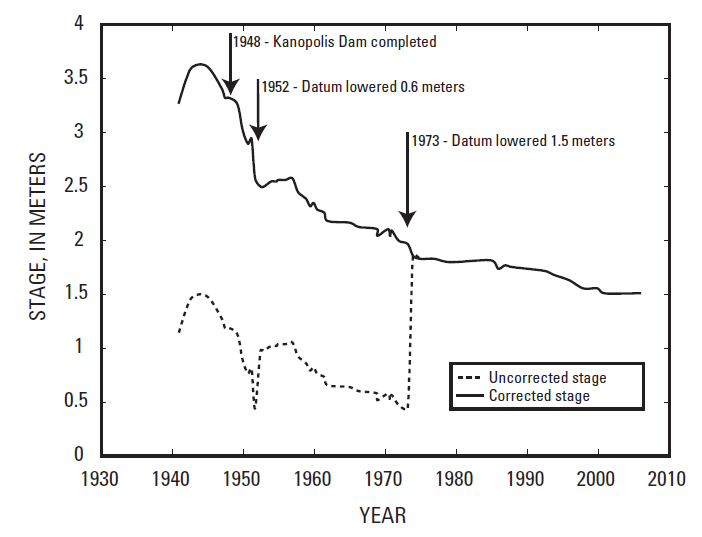 4
1948 - Kanopolis Dam completed
3.5
1952 - Datum lowered 0.6 meters
3
1973 - Datum lowered 1.5 meters
2.5
2
1.5
1
0.5
0
STAGE, IN METERS
Uncorrected stage
Corrected stage
1930 1940 1950 1960 1970 1980 1990 2000 2010
YEAR